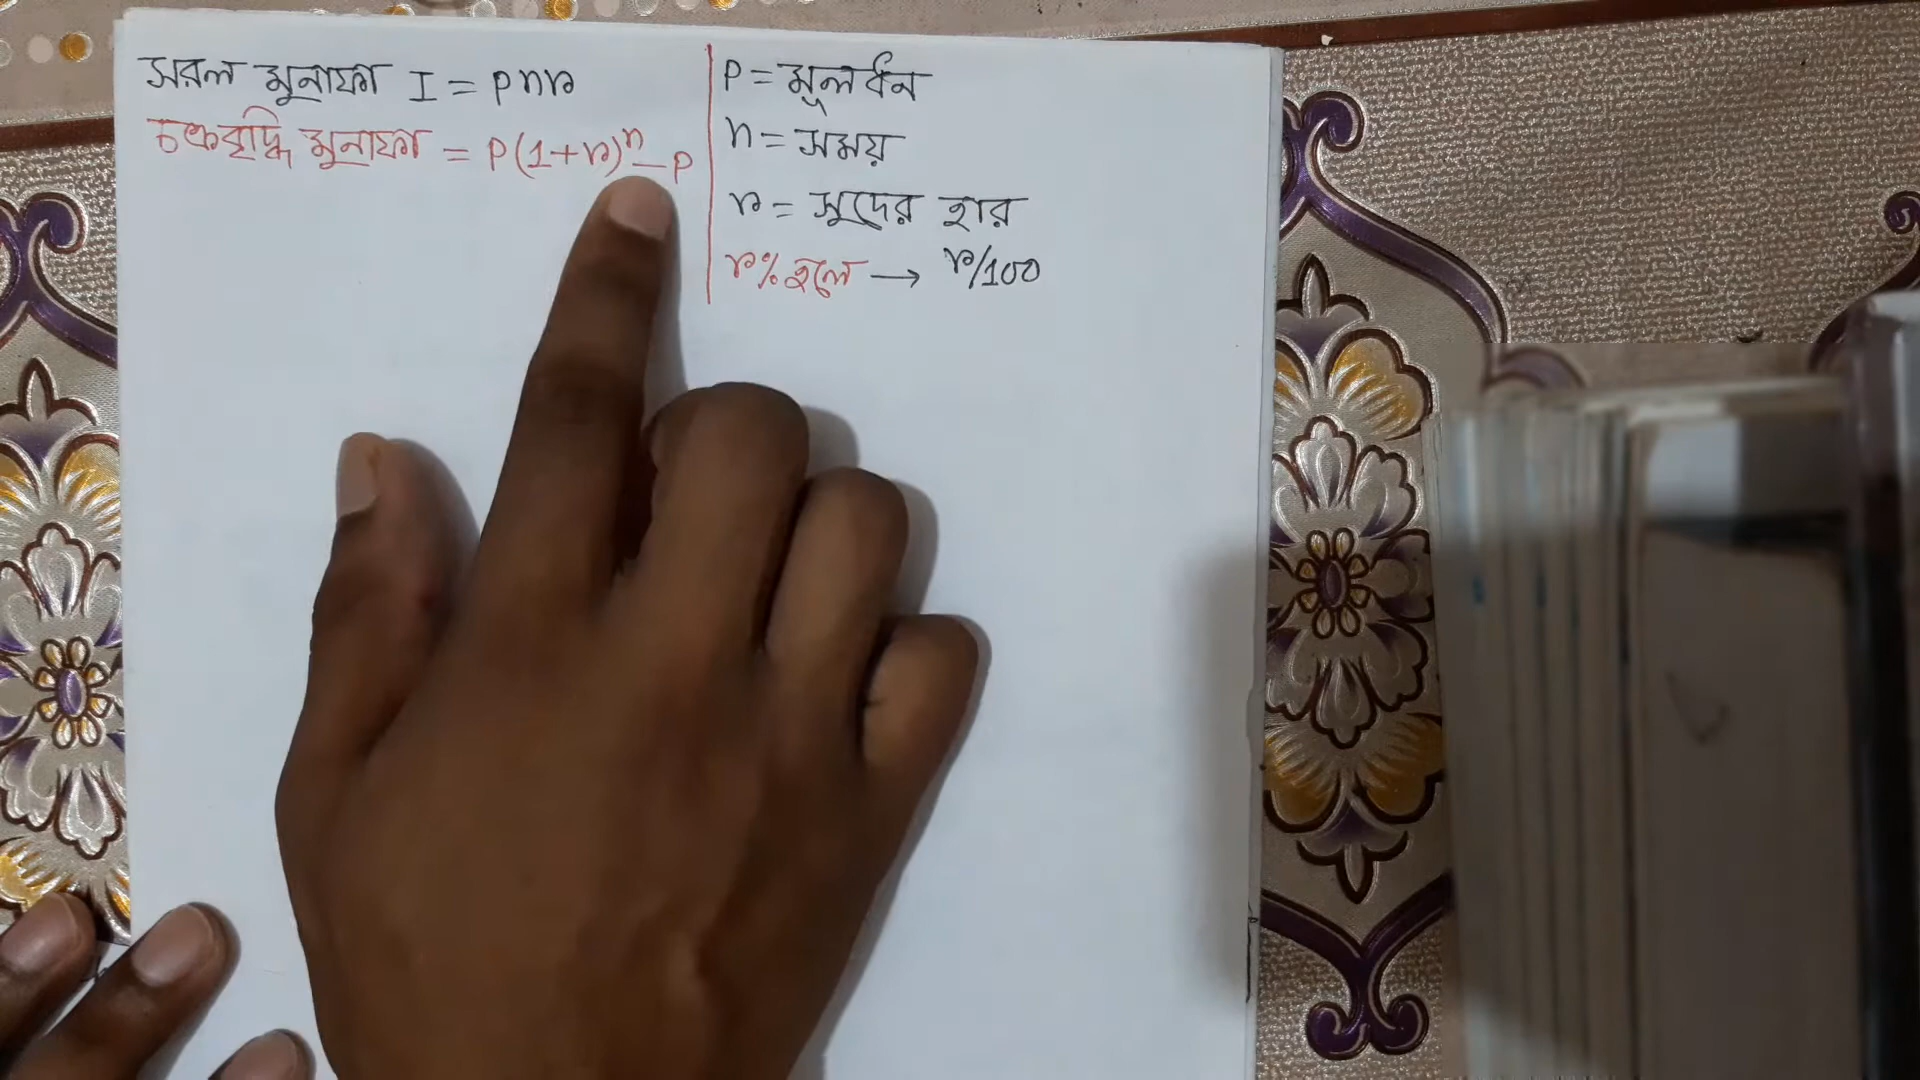 সরল মুনাফা I = pnr
চক্রবৃদ্ধি মুনাফা = p(1+r)ⁿ-p
p = মূলধন
n = সময়
r = সুদের হার
r% হলে → r/100